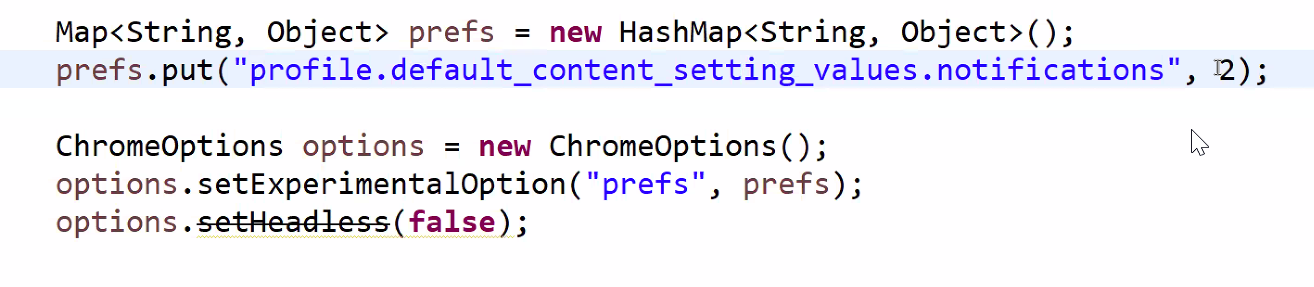 Map<String, Object> prefs = new HashMap<String, Object>();
prefs.put("profile.default_content_setting_values.notifications", 2);
ChromeOptions options = new ChromeOptions();
options.setExperimentalOption("prefs", prefs);
options.setHeadless(false);